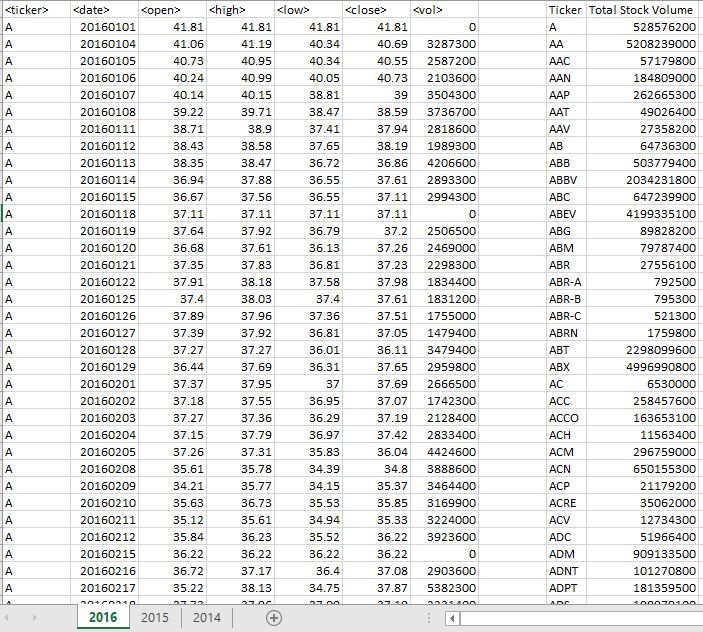 <ticker> <date> <open> <high> <low> <close> <vol> Ticker Total Stock Volume
A 20160101 41.81 41.81 41.81 41.81 0 A 528576200
A 20160104 41.06 41.19 40.34 40.69 3287300 AA 5208239000
A 20160105 40.73 40.95 40.34 40.55 2587200 AAC 57179800
A 20160106 40.24 40.99 40.05 40.73 2103600 AAN 184809000
A 20160107 40.14 40.15 38.81 39 3504300 AAP 262665300
A 20160108 39.22 39.71 38.47 38.59 3736700 AAT 49026400
A 20160111 38.71 38.9 37.41 37.94 2818600 AAV 27358200
A 20160112 38.43 38.58 37.65 38.19 1989300 AB 64736300
A 20160113 38.35 38.47 36.72 36.86 4206600 ABB 503779400
A 20160114 36.94 37.88 36.55 37.61 2893300 ABBV 2034231800
A 20160115 36.67 37.56 36.55 37.11 2994300 ABC 647239900
A 20160118 37.11 37.11 37.11 37.11 0 ABEV 4199335100
A 20160119 37.64 37.92 36.79 37.2 2506500 ABG 89828200
A 20160120 36.68 37.61 36.13 37.26 2469000 ABM 79787400
A 20160121 37.35 37.83 36.81 37.23 2298300 ABR 27556100
A 20160122 37.91 38.18 37.58 37.98 1834400 ABR-A 792500
A 20160125 37.4 38.03 37.4 37.61 1831200 ABR-B 795300
A 20160126 37.89 37.96 37.36 37.51 1755000 ABR-C 521300
A 20160127 37.39 37.92 36.81 37.05 1479400 ABRN 1759800
A 20160128 37.27 37.27 36.01 36.11 3479400 ABT 2298099600
A 20160129 36.44 37.69 36.31 37.65 2959800 ABX 4996990800
A 20160201 37.37 37.95 37 37.69 2666500 AC 6530000
A 20160202 37.18 37.55 36.95 37.07 1742300 ACC 258457600
A 20160203 37.27 37.36 36.29 37.19 2128400 ACCO 163653100
A 20160204 37.15 37.79 36.97 37.42 2833400 ACH 11563400
A 20160205 37.26 37.31 35.83 36.04 4424600 ACM 296759000
A 20160208 35.61 35.78 34.39 34.8 3888600 ACN 650155300
A 20160209 34.21 35.77 34.15 35.37 3464400 ACP 21179200
A 20160210 35.63 36.73 35.53 35.85 3169900 ACRE 35062000
A 20160211 35.12 35.61 34.94 35.33 3224000 ACV 12734300
A 20160212 35.84 36.23 35.52 36.22 3923600 ADC 51966400
A 20160215 36.22 36.22 36.22 36.22 0 ADM 909133500
A 20160216 36.72 37.17 36.4 37.08 2903600 ADNT 101270800
A 20160217 35.22 38.13 34.75 37.87 5382300 ADPT 181359500
2016 2015 2014